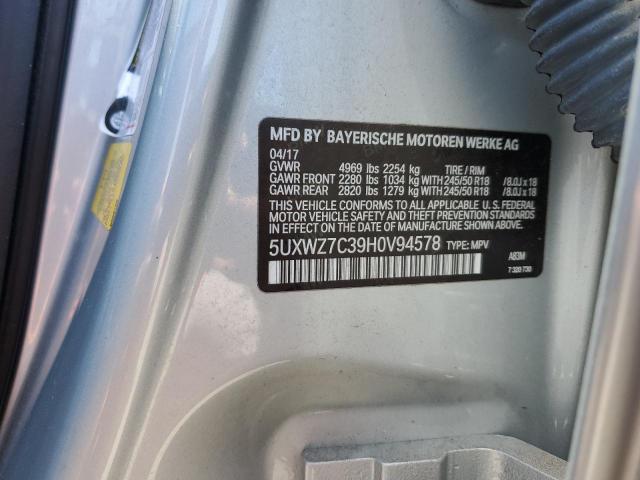 MFD BY BAYERISCHE MOTOREN WERKE AG
04/17
GVWR 4969 lbs 2254 kg TIRE / RIM
GAWR FRONT 2280 lbs 1034 kg WITH 245/50 R18 /8.0J x 18
GAWR REAR 2820 lbs 1279 kg WITH 245/50 R18 /8.0J x 18
THIS VEHICLE CONFORMS TO ALL APPLICABLE U. S. FEDERAL
MOTOR VEHICLE SAFETY AND THEFT PREVENTION STANDARDS
IN EFFECT ON THE DATE OF MANUFACTURE SHOWN ABOVE.
5UXWZ7C39H0V94578 TYPE: MPV
A83M
7 320 730